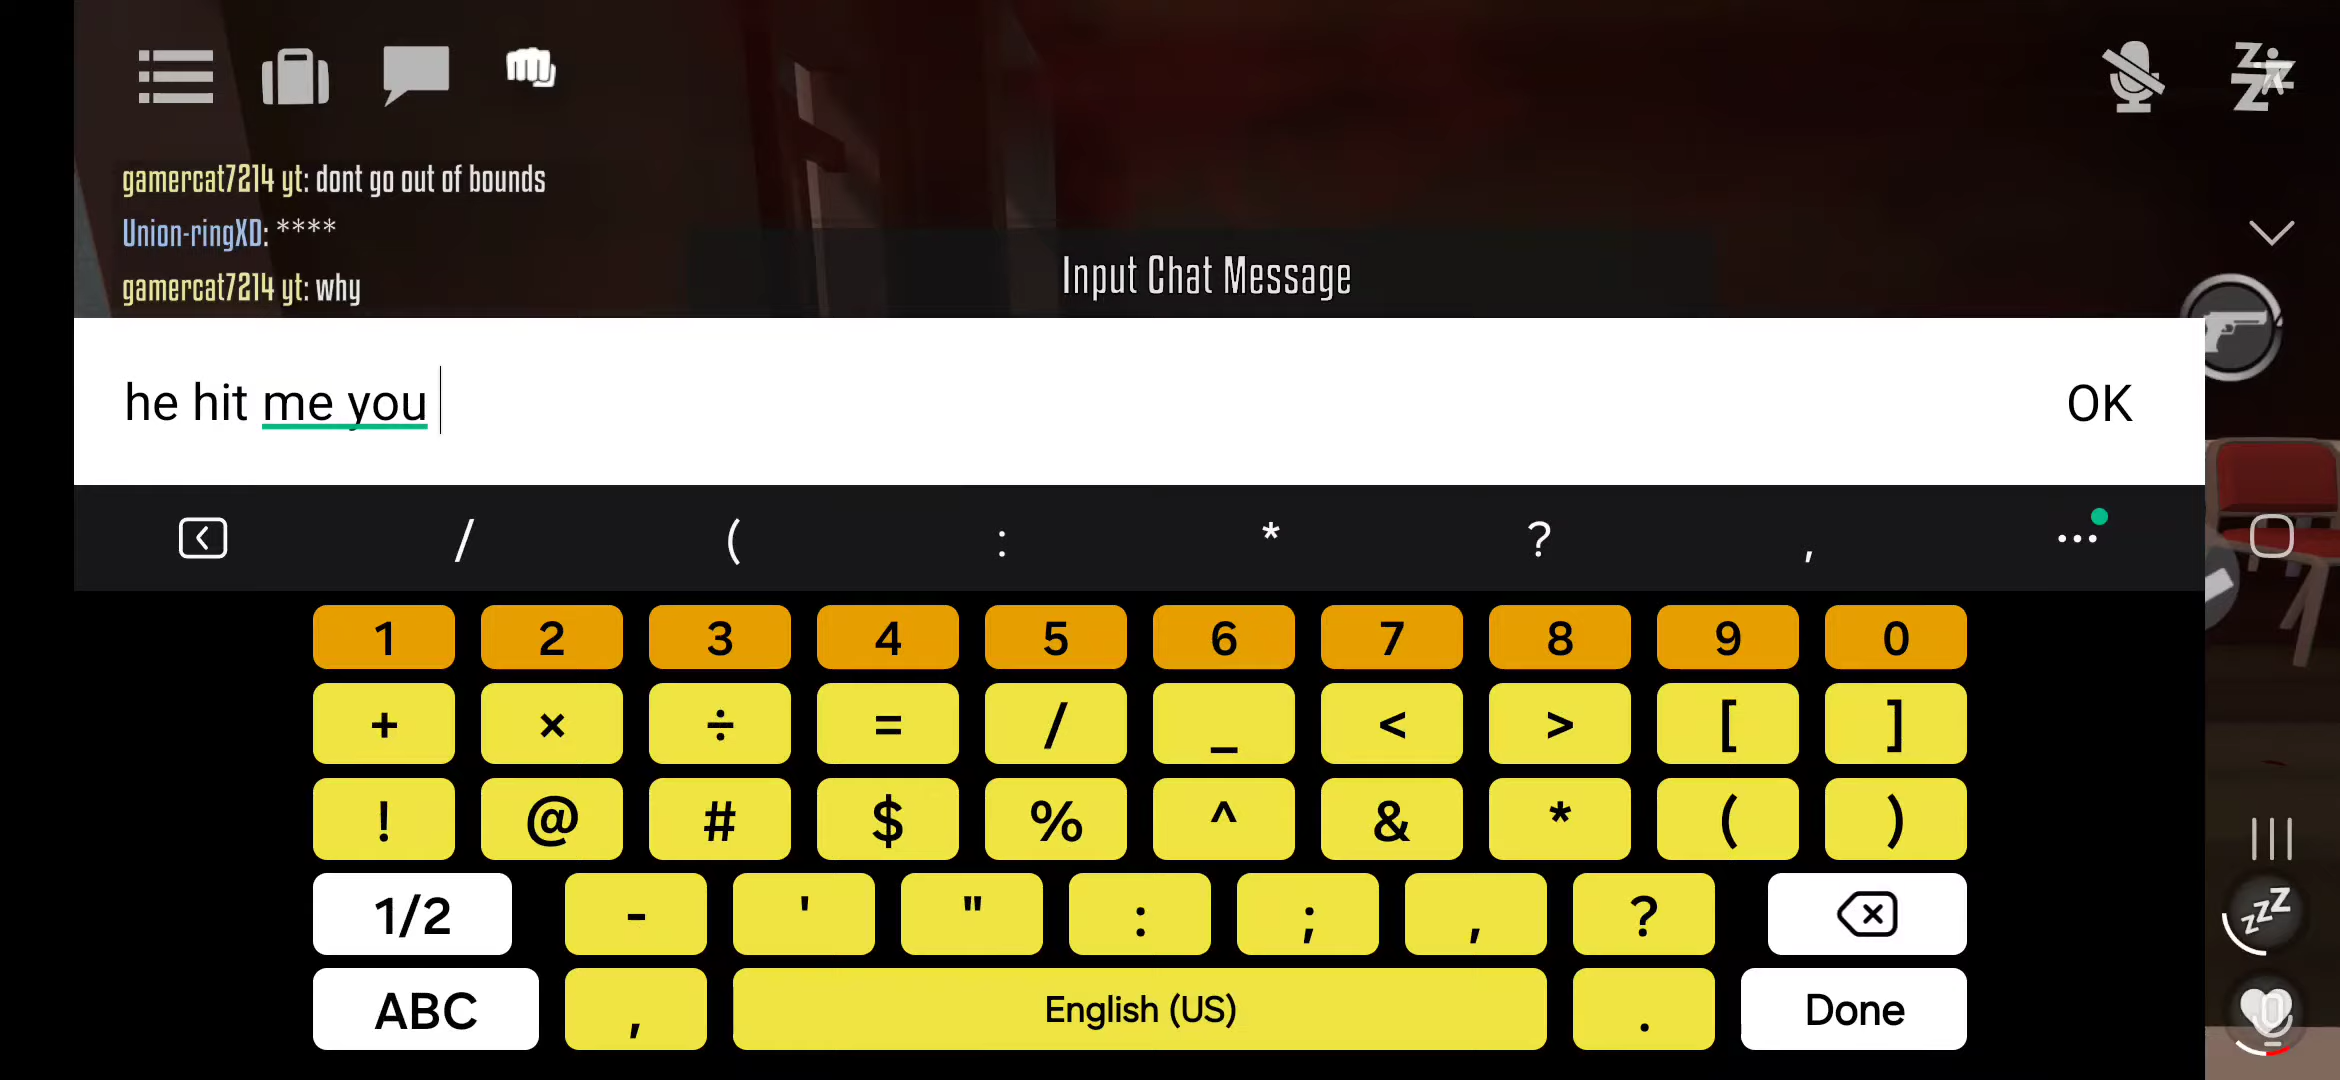 gamercat7214 yt: dont go out of bounds
Union-ringXD: ****
gamercat7214 yt: why
Input Chat Message
he hit me you
OK
/ ( : * ? , ...
1 2 3 4 5 6 7 8 9 0
+ × ÷ = / _ < > [ ]
! @ # $ % ^ & * ( )
1/2 - ' " : ; , ?
ABC , English (US) . Done